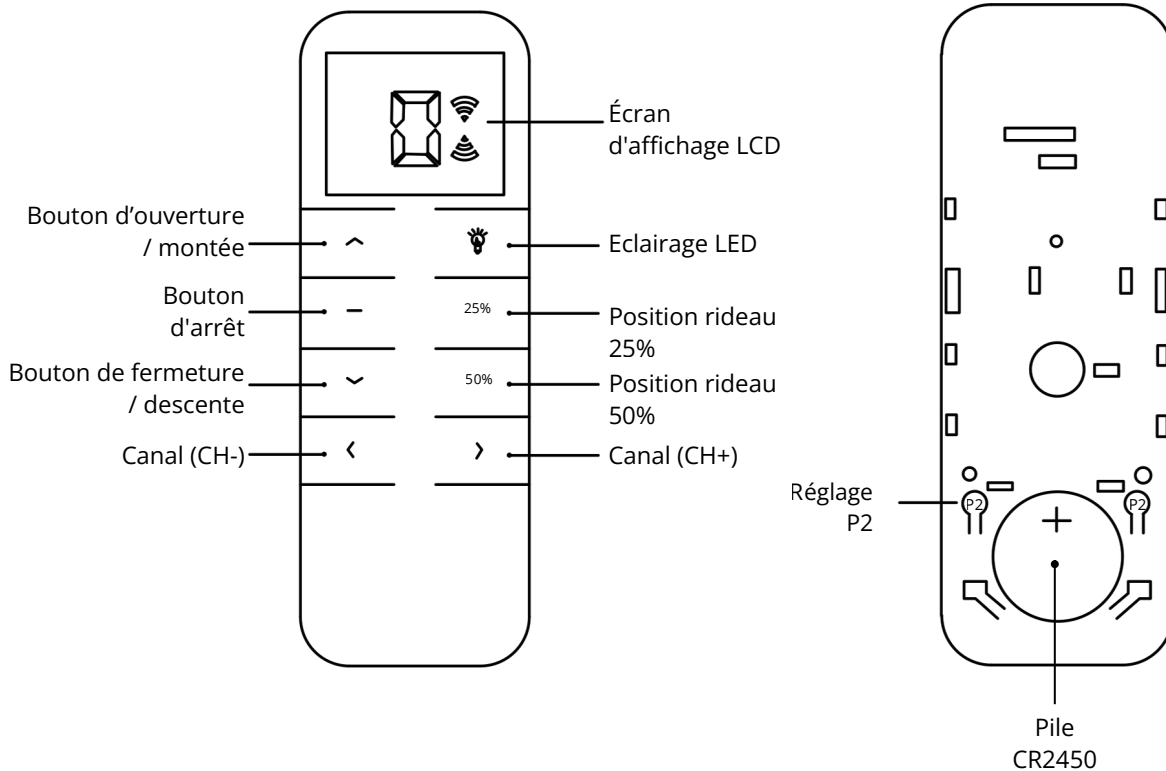 Écran
d'affichage LCD
Bouton d’ouverture
/ montée
Eclairage LED
Bouton
d'arrêt
25%
Position rideau
25%
Bouton de fermeture
/ descente
50%
Position rideau
50%
Canal (CH-)
Canal (CH+)
Réglage
P2
P2
P2
Pile
CR2450